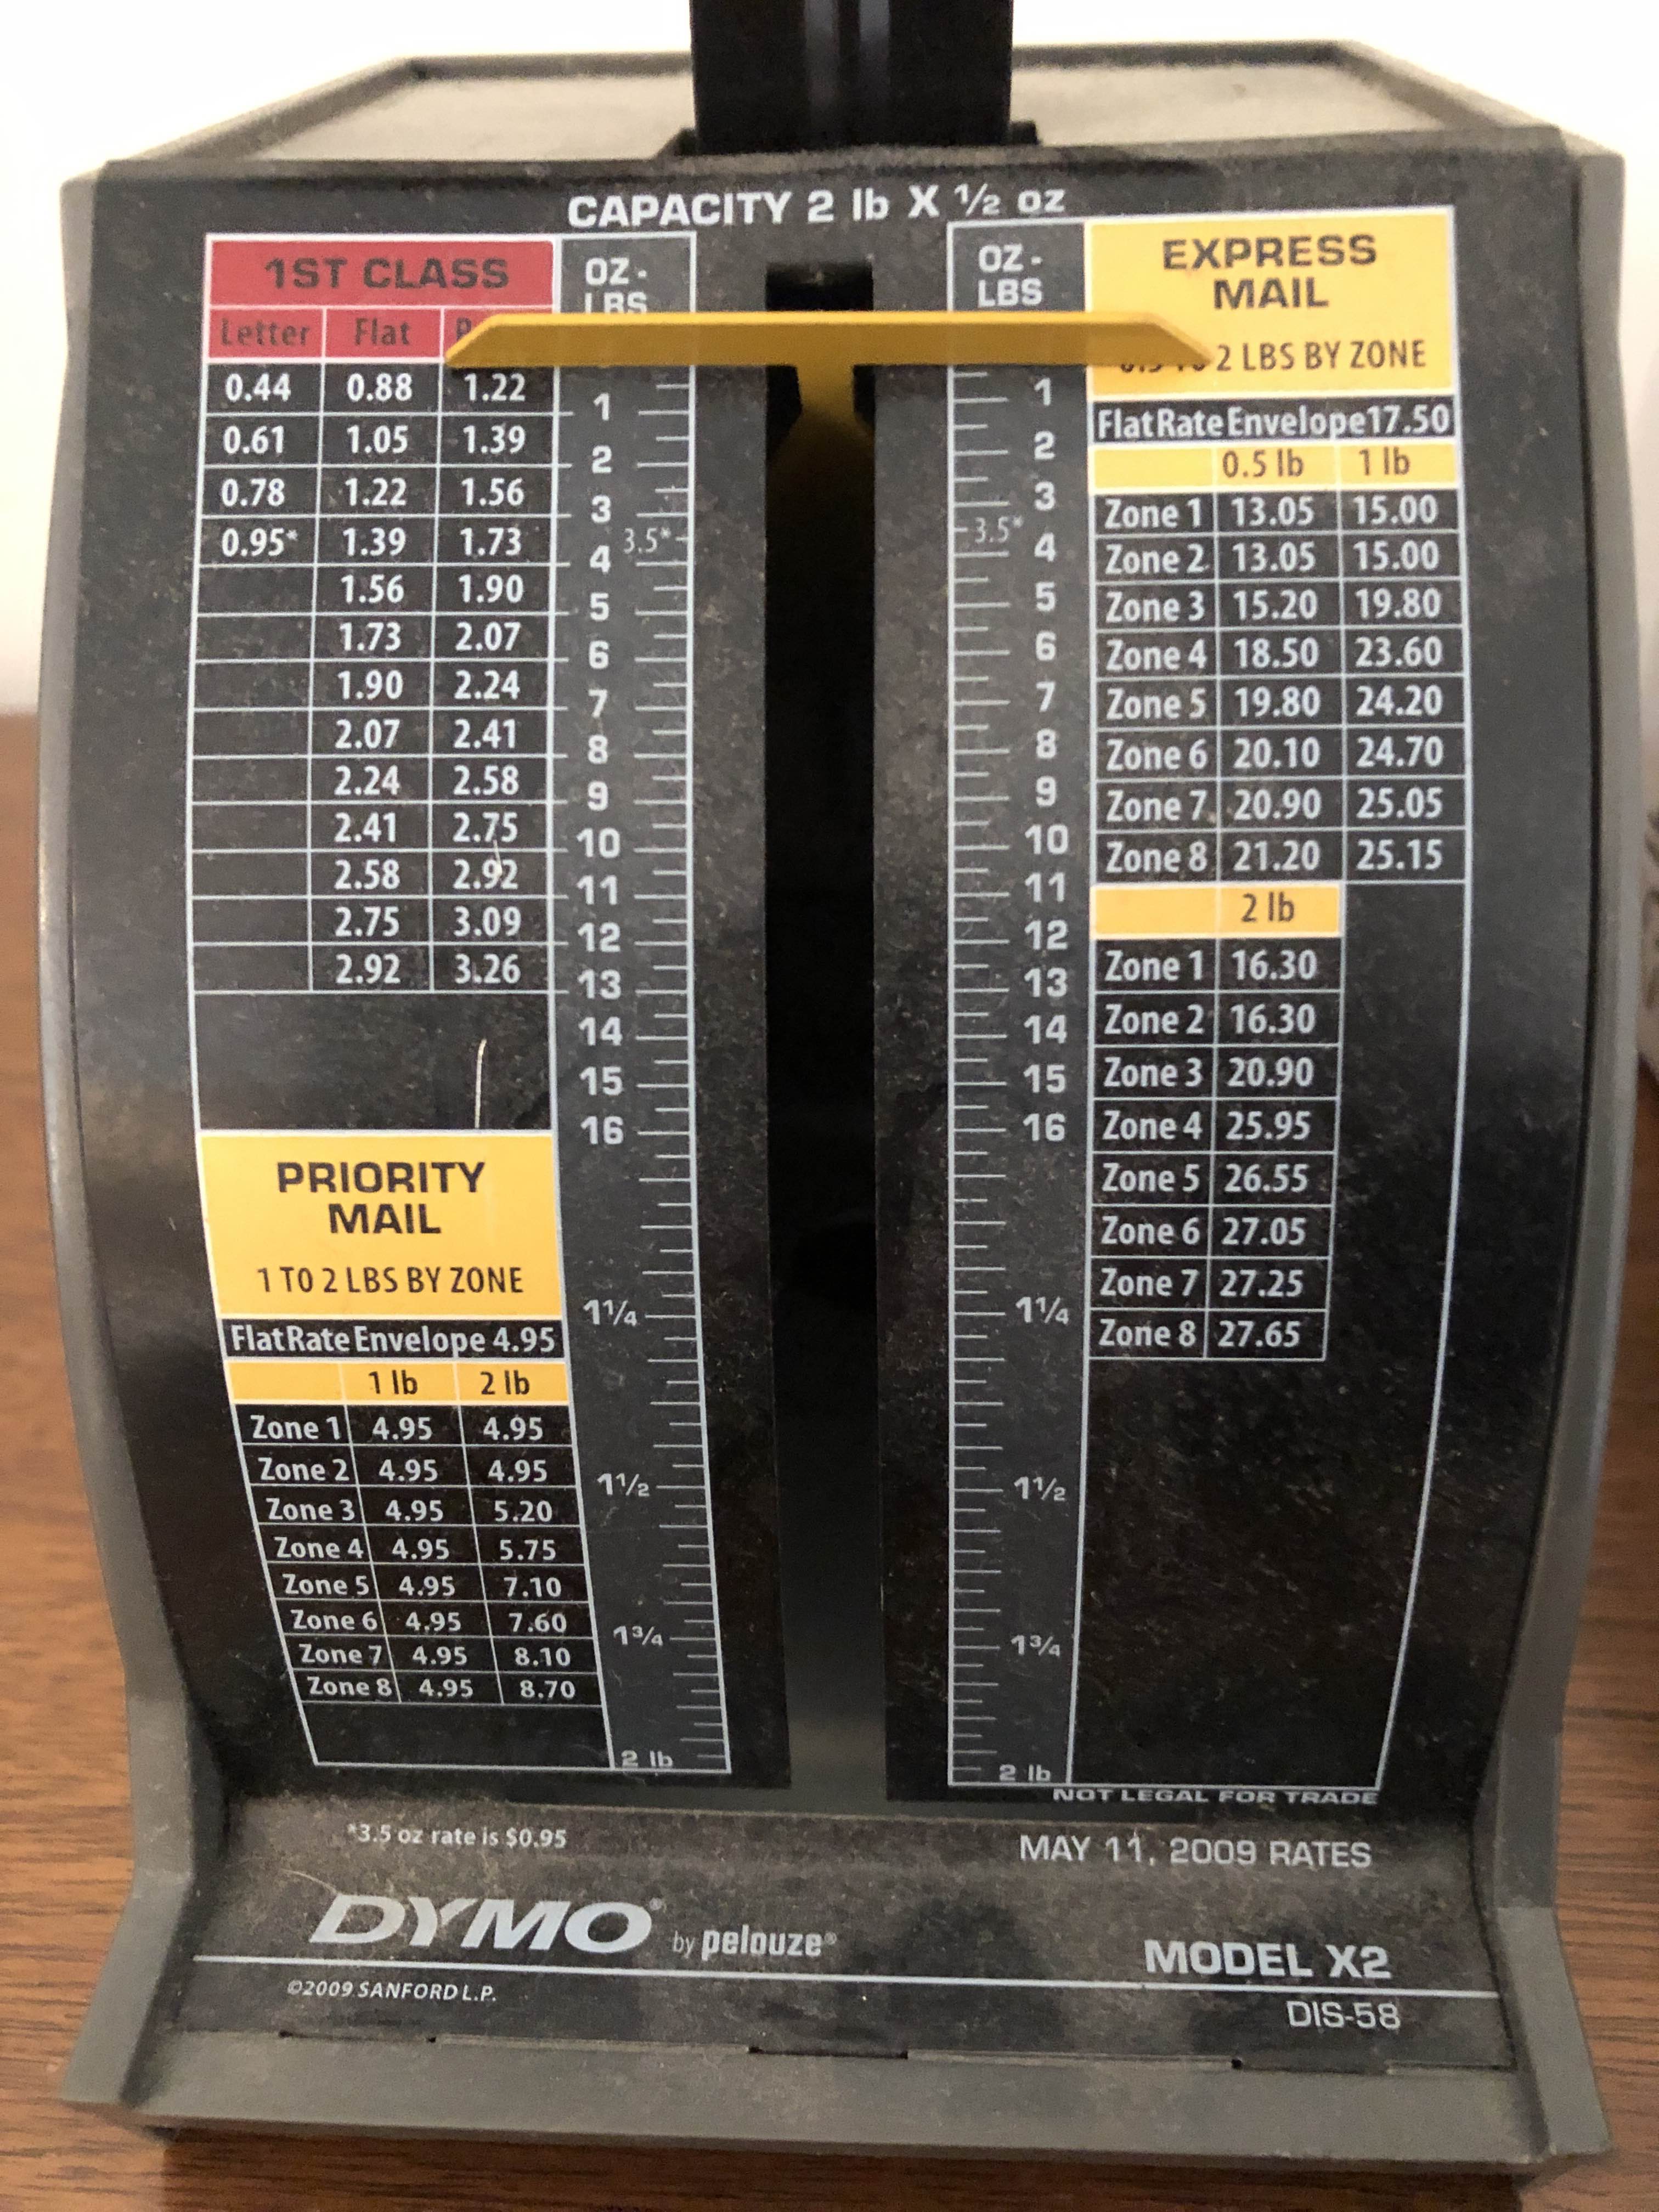 CAPACITY 2 lb X 1/2 oz
1ST CLASS
Letter Flat
0.44 0.88 1.22
0.61 1.05 1.39
0.78 1.22 1.56
0.95* 1.39 1.73
1.56 1.90
1.73 2.07
1.90 2.24
2.07 2.41
2.24 2.58
2.41 2.75
2.58 2.92
2.75 3.09
2.92 3.26
PRIORITY
MAIL
1 TO 2 LBS BY ZONE
Flat Rate Envelope 4.95
1 lb 2 lb
Zone 1 4.95 4.95
Zone 2 4.95 4.95
Zone 3 4.95 5.20
Zone 4 4.95 5.75
Zone 5 4.95 7.10
Zone 6 4.95 7.60
Zone 7 4.95 8.10
Zone 8 4.95 8.70
OZ-
LBS
1
2
3
3.5*
4
5
6
7
8
9
10
11
12
13
14
15
16
1 1/4
1 1/2
1 3/4
2 lb
OZ-
LBS
1
2
3
3.5*
4
5
6
7
8
9
10
11
12
13
14
15
16
1 1/4
1 1/2
1 3/4
2 lb
EXPRESS
MAIL
2 LBS BY ZONE
Flat Rate Envelope 17.50
0.5 lb 1 lb
Zone 1 13.05 15.00
Zone 2 13.05 15.00
Zone 3 15.20 19.80
Zone 4 18.50 23.60
Zone 5 19.80 24.20
Zone 6 20.10 24.70
Zone 7 20.90 25.05
Zone 8 21.20 25.15
2 lb
Zone 1 16.30
Zone 2 16.30
Zone 3 20.90
Zone 4 25.95
Zone 5 26.55
Zone 6 27.05
Zone 7 27.25
Zone 8 27.65
NOT LEGAL FOR TRADE
*3.5 oz rate is $0.95
MAY 11, 2009 RATES
DYMO® by pelouze®
MODEL X2
©2009 SANFORD L.P.
DIS-58